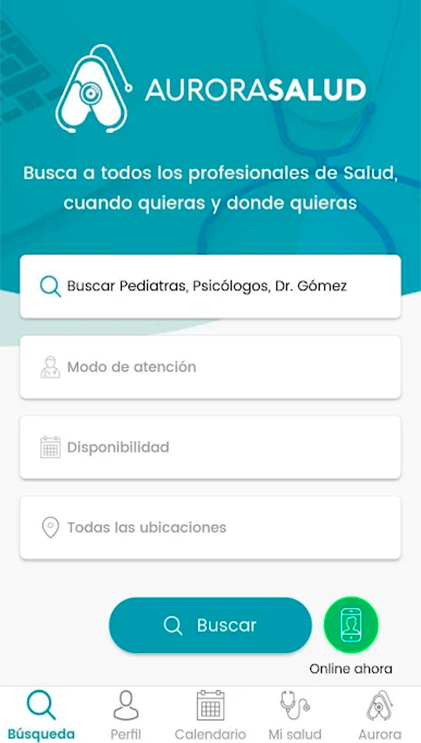 AURORASALUD
Busca a todos los profesionales de Salud,
cuando quieras y donde quieras
Buscar Pediatras, Psicólogos, Dr. Gómez
Modo de atención
Disponibilidad
Todas las ubicaciones
Buscar
Online ahora
Búsqueda
Perfil
Calendario
Mi salud
Aurora